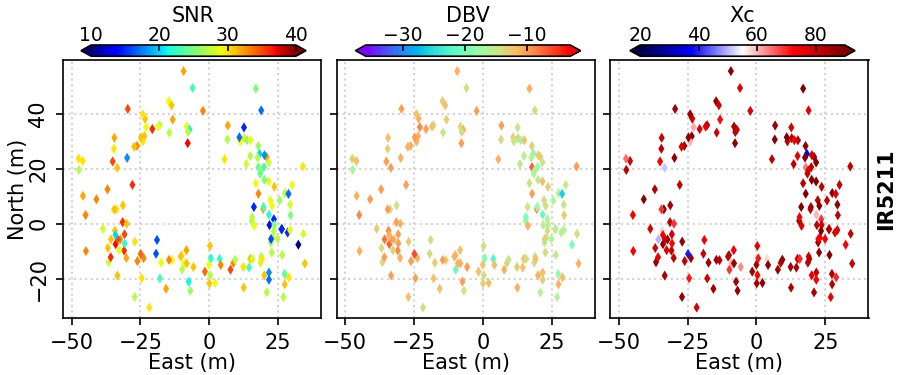 SNR DBV Xc
10 20 30 40 −30 −20 −10 20 40 60 80
40
20
0
−20
North (m)
IR5211
−50 −25 0 25 −50 −25 0 25 −50 −25 0 25
East (m) East (m) East (m)